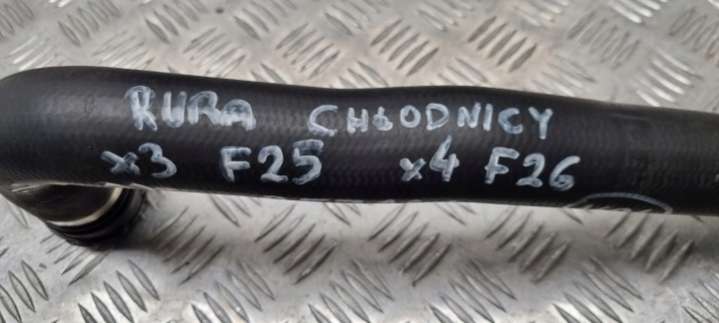 RURA CHŁODNICY
x3 F25 x4 F26